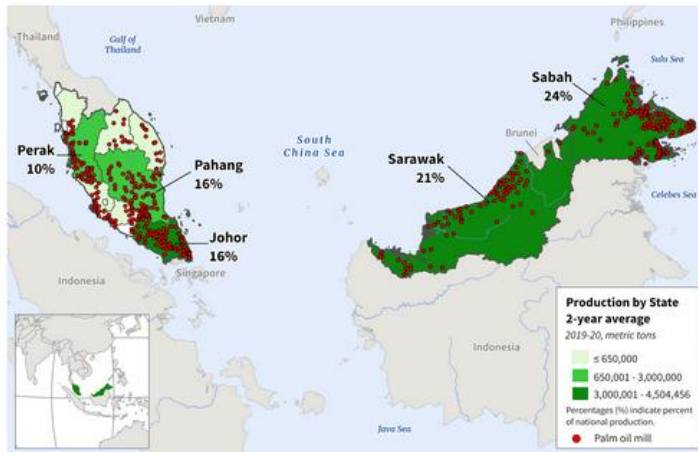 Vietnam
Philippines
Thailand
Gulf of
Thailand
Sulu Sea
Sabah
24%
Brunei
South
China Sea
Perak
10%
Pahang
16%
Sarawak
21%
Celebes Sea
Johor
16%
Singapore
Indonesia
Indonesia
Java Sea
Production by State
2-year average
2019-20, metric tons
≤ 650,000
650,001 - 3,000,000
3,000,001 - 4,504,456
Percentages (%) indicate percent
of national production.
Palm oil mill